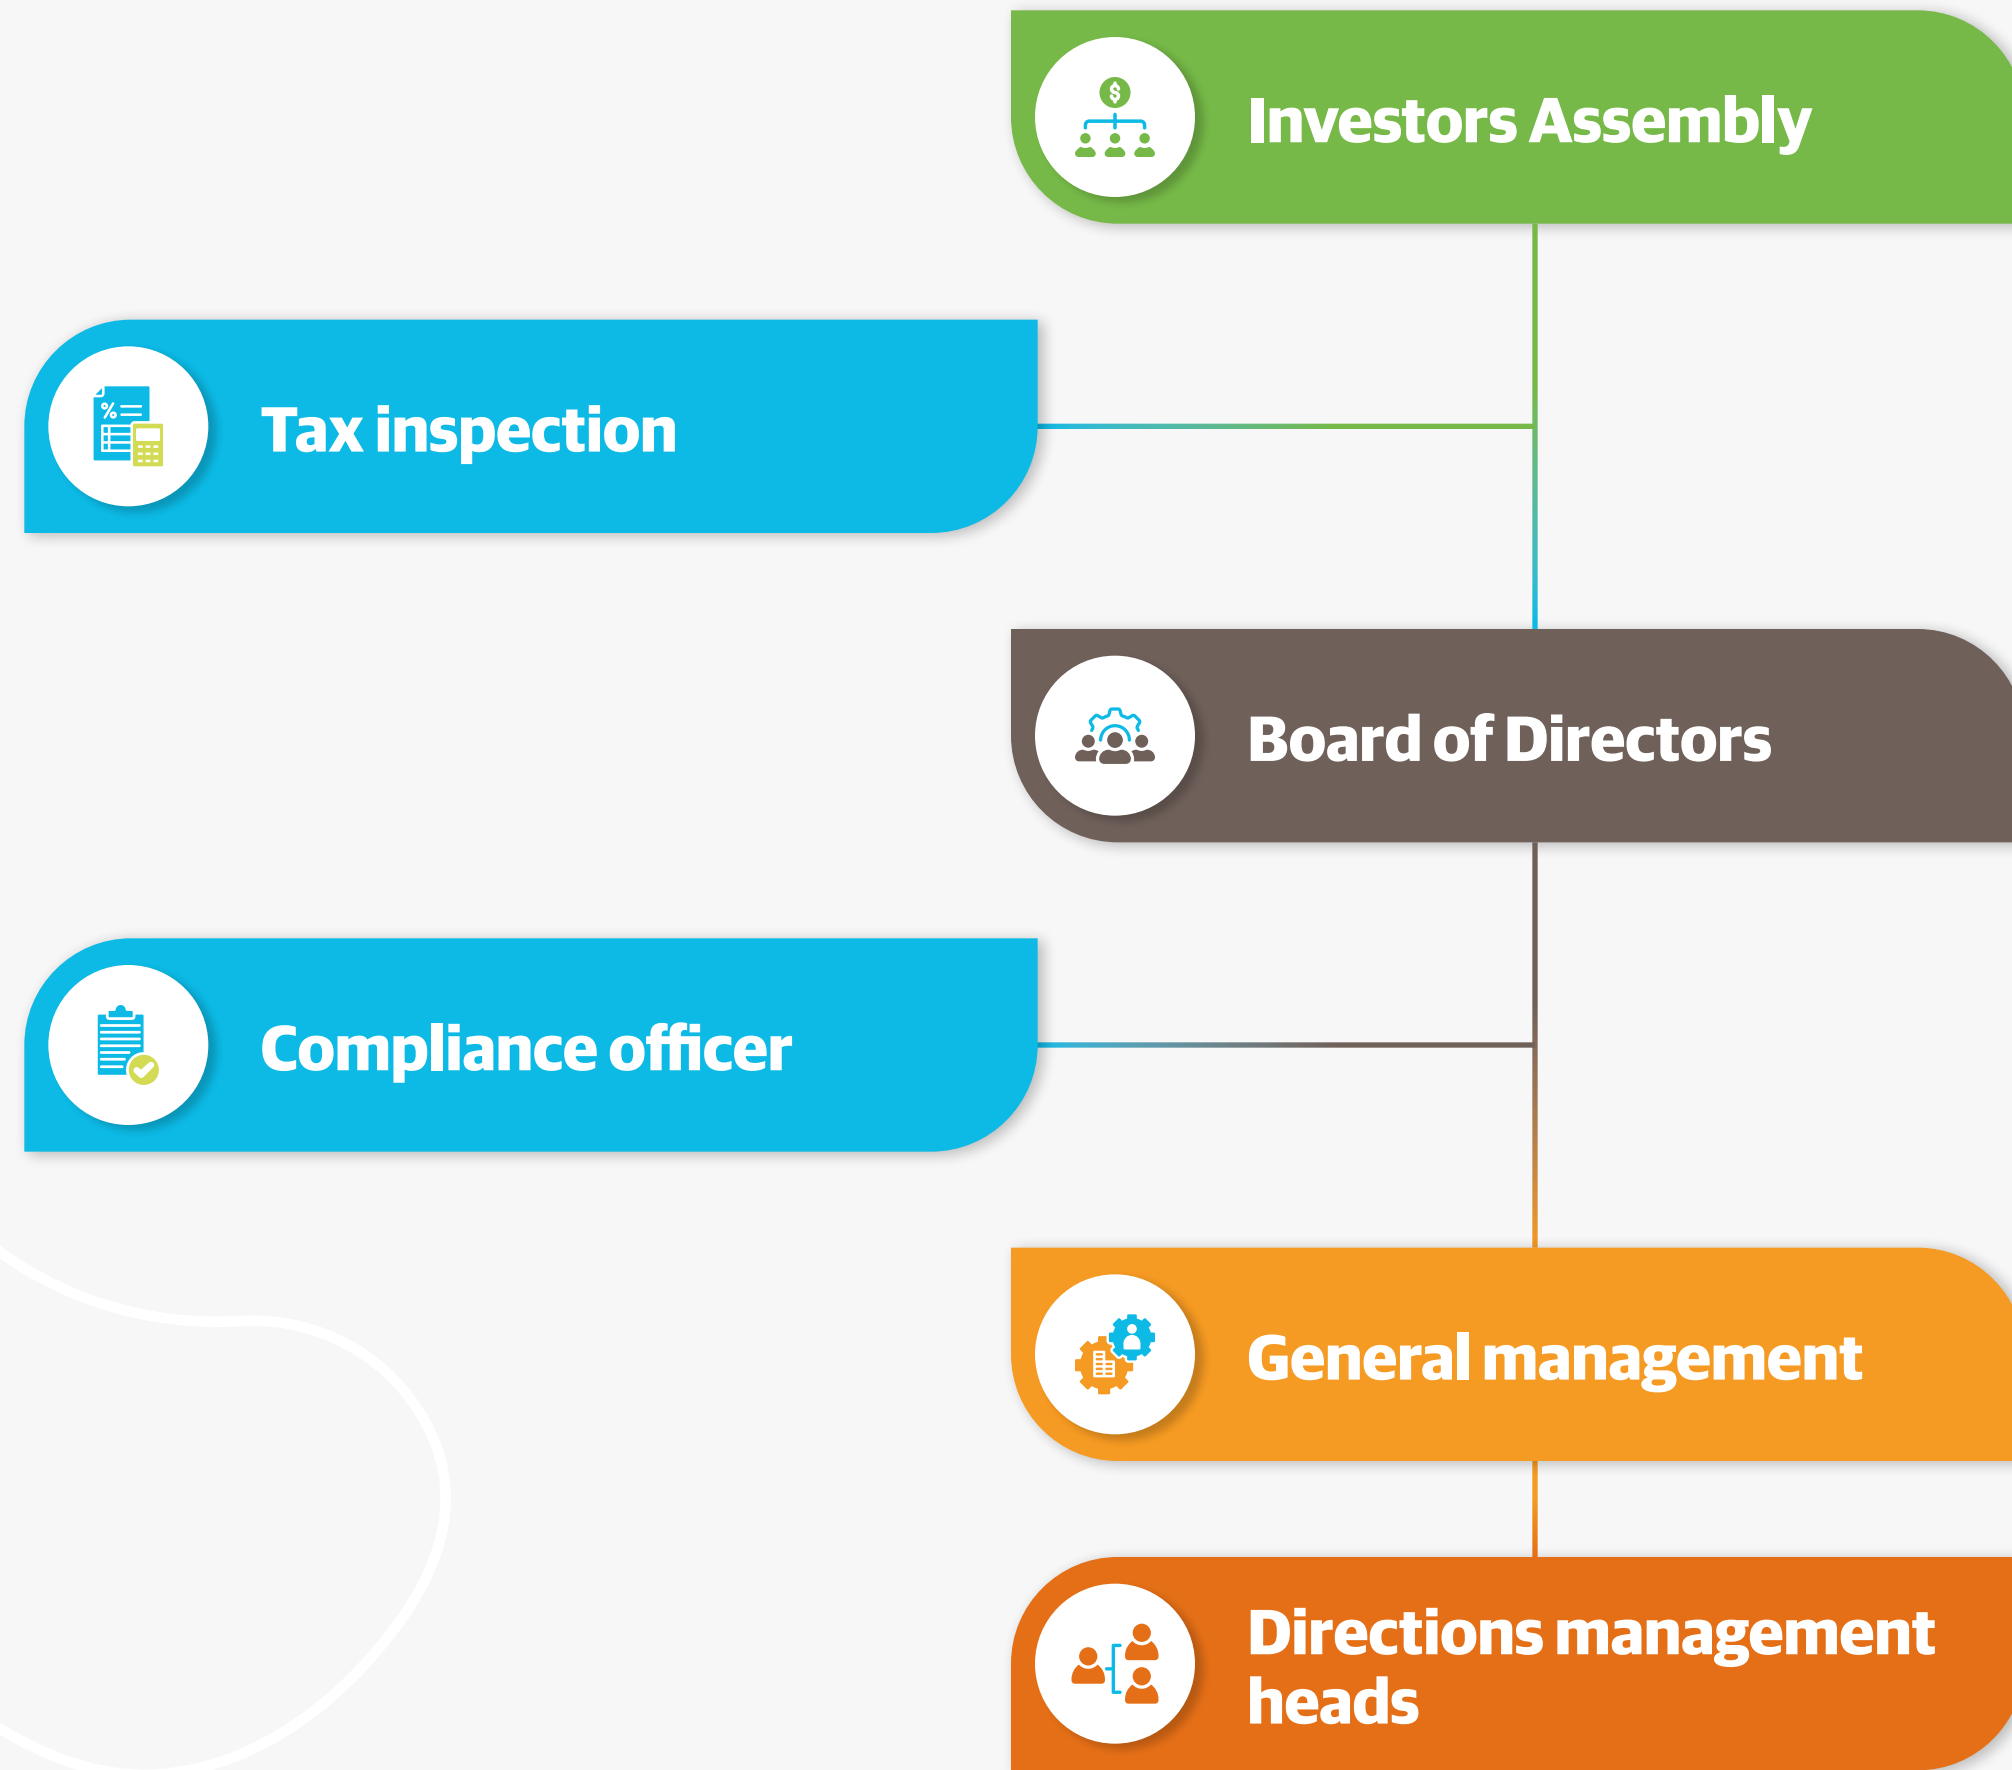 Investors Assembly
Tax inspection
Board of Directors
Compliance officer
General management
Directions management
heads